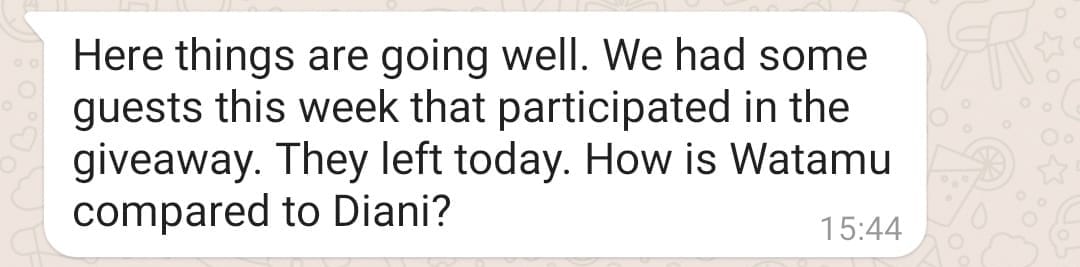 Here things are going well. We had some
guests this week that participated in the
giveaway. They left today. How is Watamu
compared to Diani?
15:44